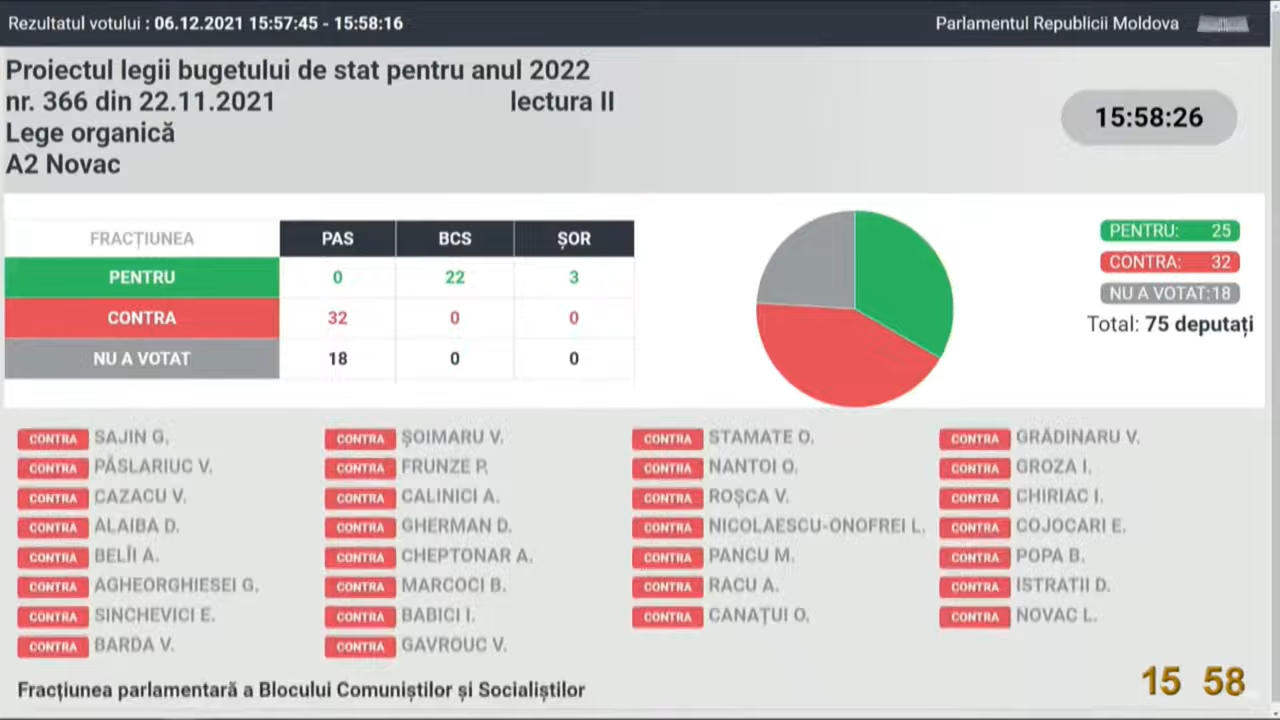 Rezultatul votului : 06.12.2021 15:57:45 - 15:58:16
Parlamentul Republicii Moldova
Proiectul legii bugetului de stat pentru anul 2022
nr. 366 din 22.11.2021 lectura II
Lege organică
A2 Novac
15:58:26
FRACȚIUNEA PAS BCS ȘOR
PENTRU 0 22 3
CONTRA 32 0 0
NU A VOTAT 18 0 0
PENTRU: 25
CONTRA: 32
NU A VOTAT: 18
Total: 75 deputați
CONTRA SAJIN G. CONTRA ȘOIMARU V. CONTRA STAMATE O. CONTRA GRĂDINARU V.
CONTRA PĂSLARIUC V. CONTRA FRUNZE P. CONTRA NANTOI O. CONTRA GROZA I.
CONTRA CAZACU V. CONTRA CALINICI A. CONTRA ROȘCA V. CONTRA CHIRIAC I.
CONTRA ALAIBA D. CONTRA GHERMAN D. CONTRA NICOLAESCU-ONOFREI L. CONTRA COJOCARI E.
CONTRA BELÎI A. CONTRA CHEPTONAR A. CONTRA PANCU M. CONTRA POPA B.
CONTRA AGHEORGHIESEI G. CONTRA MARCOCI B. CONTRA RACU A. CONTRA ISTRATII D.
CONTRA SINCHEVICI E. CONTRA BABICI I. CONTRA CANAȚUI O. CONTRA NOVAC L.
CONTRA BARDA V. CONTRA GAVROUC V.
Fracțiunea parlamentară a Blocului Comuniștilor și Socialiștilor
15 58